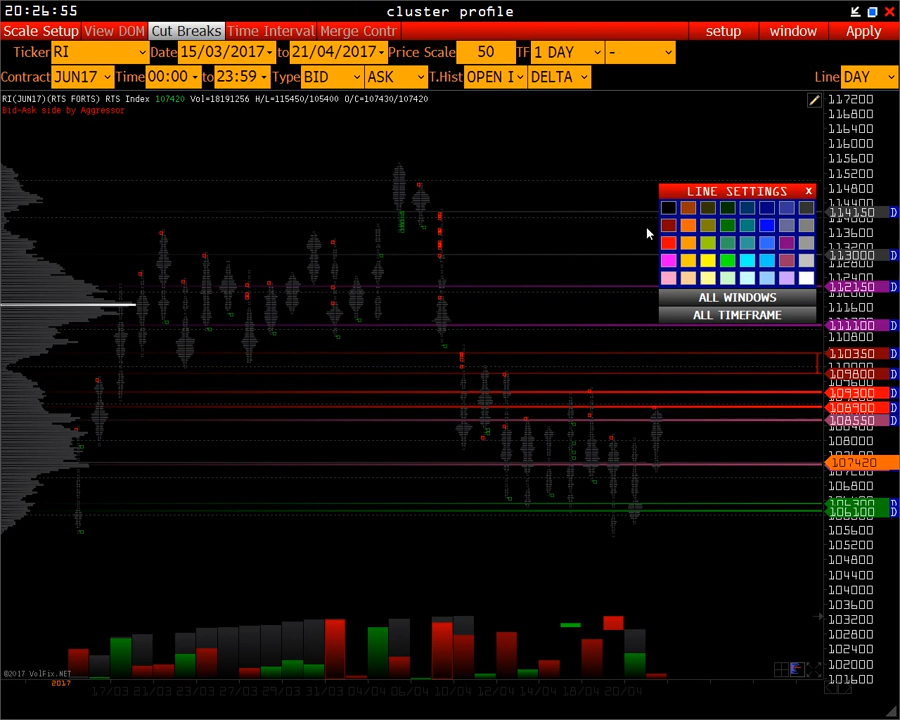 20:26:55
cluster profile
Scale Setup View DOM Cut Breaks Time Interval Merge Contr
setup window Apply
Ticker RI Date 15/03/2017 to 21/04/2017 Price Scale 50 TF 1 DAY -
Contract JUN17 Time 00:00 to 23:59 Type BID ASK T.Hist OPEN I DELTA Line DAY
RI(JUN17)(RTS FORTS) RTS Index 107420 Vol=18191256 H/L=115450/105400 O/C=107430/107420
Bid-Ask side by Aggressor
117200
116800
116400
116000
115600
115200
114800
LINE SETTINGS x
114150 D
113600
113000 D
112150 D
ALL WINDOWS
111600
ALL TIMEFRAME
111100 D
110350 D
109800 D
109300 D
108900 D
108550 D
108000
107420
106800
106300 D
106100 D
105600
105200
104800
104400
104000
103600
103200
102800
102400
102000
101600
©2017 VolFix.NET
2017
17/03 21/03 23/03 27/03 29/03 31/03 04/04 06/04 10/04 12/04 14/04 18/04 20/04